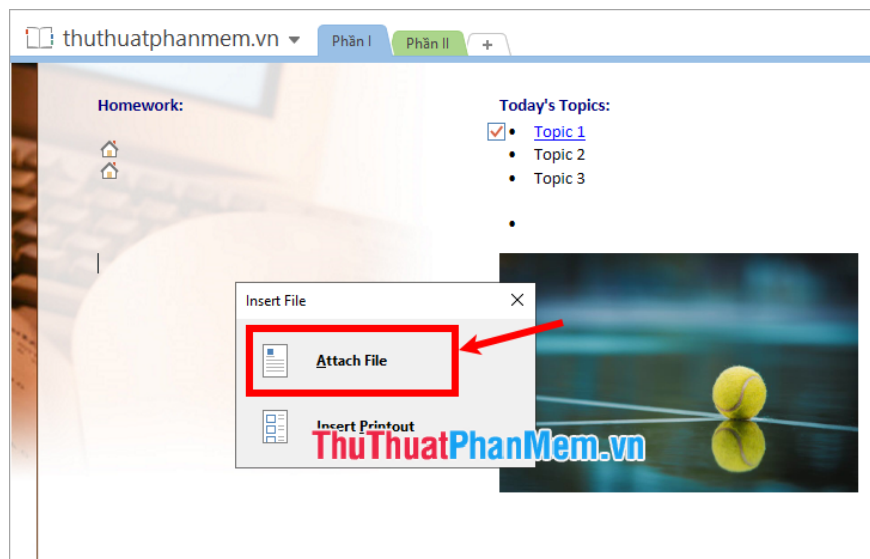 thuthuatphanmem.vn
Phần I
Phần II
+
Homework:
Today's Topics:
• Topic 1
• Topic 2
• Topic 3
•
Insert File
Attach File
Insert Printout
ThuThuatPhanMem.vn